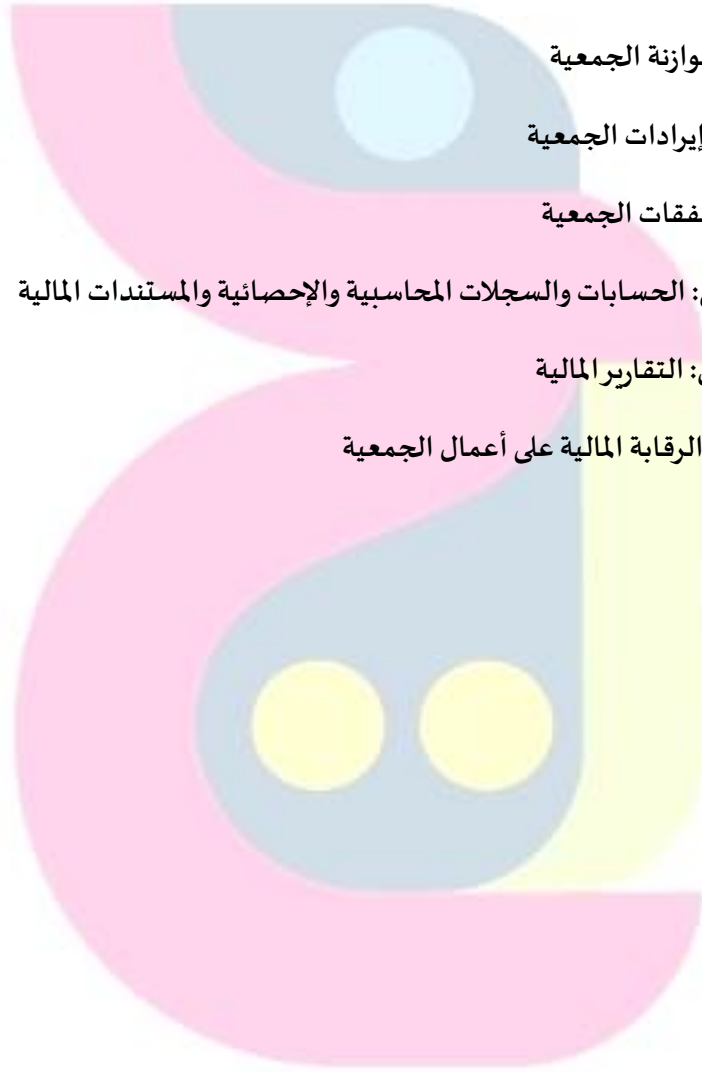 وازنة الجمعية
إيرادات الجمعية
فقات الجمعية
: الحسابات والسجلات المحاسبية والإحصائية والمستندات المالية
: التقارير المالية
الرقابة المالية على أعمال الجمعية